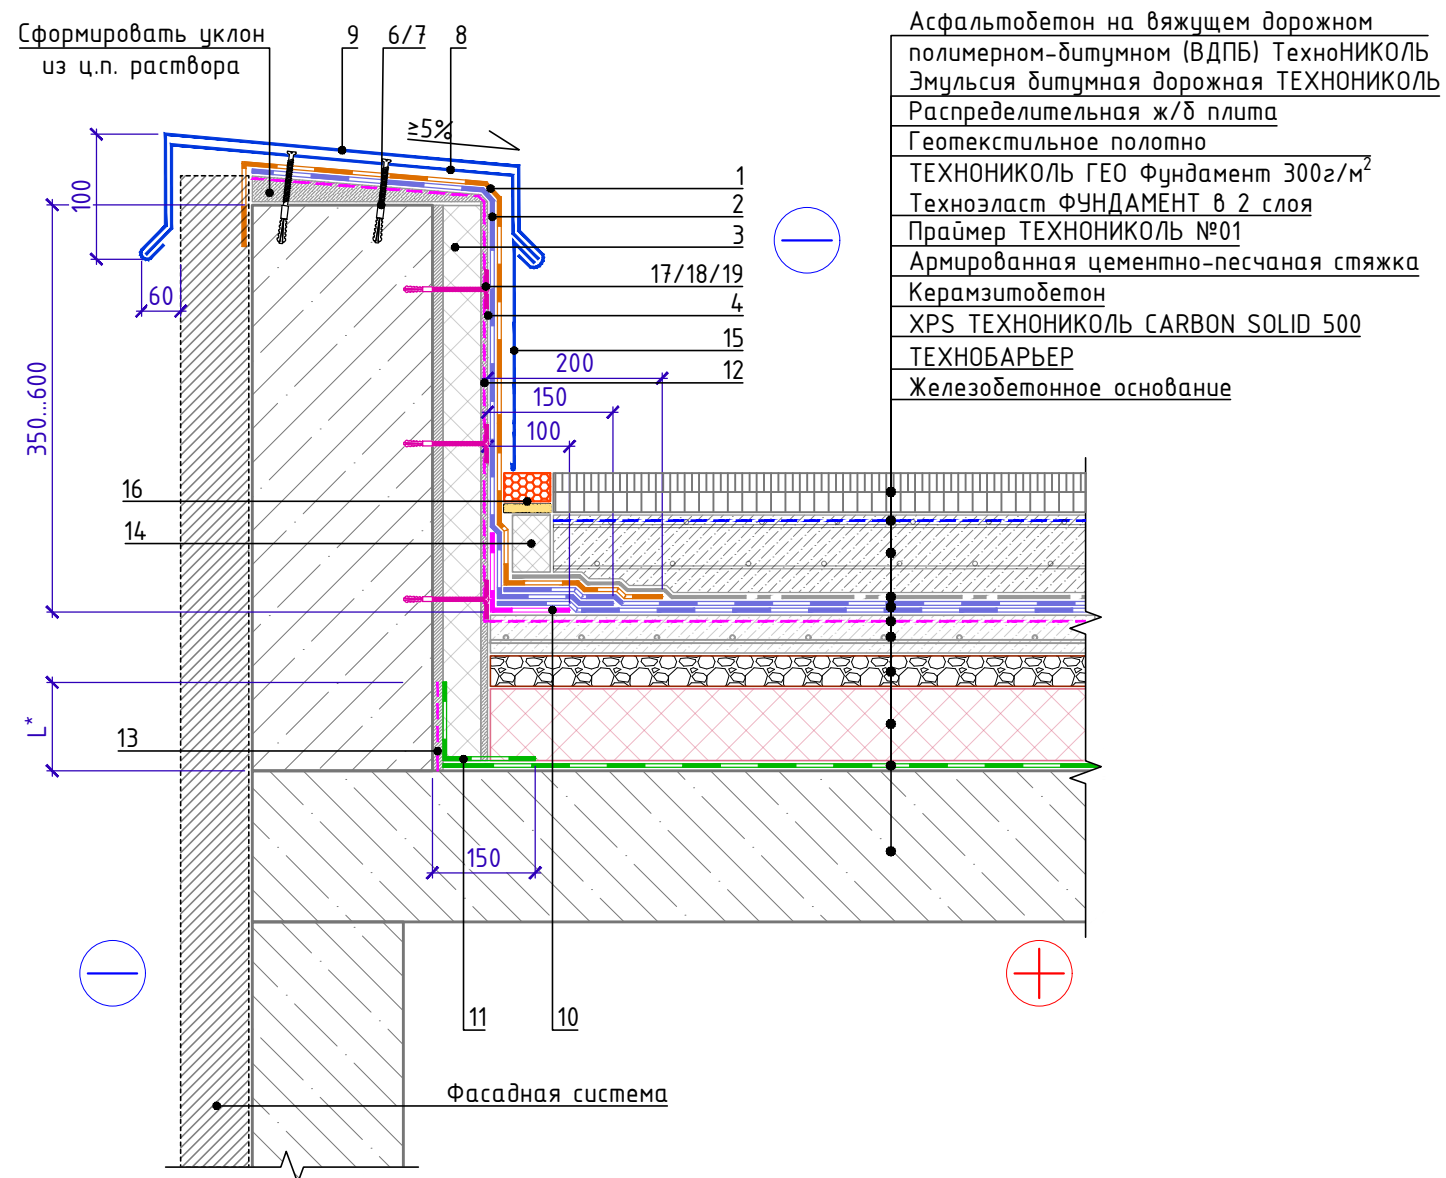 Сформировать уклон
из ц.п. раствора
9
6/7
8
≥5%
Асфальтобетон на вяжущем дорожном
полимерном-битумном (ВДПБ) ТехноНИКОЛЬ
Эмульсия битумная дорожная ТЕХНОНИКОЛЬ
Распределительная ж/б плита
Геотекстильное полотно
ТЕХНОНИКОЛЬ ГЕО Фундамент 300г/м²
Техноэласт ФУНДАМЕНТ в 2 слоя
Праймер ТЕХНОНИКОЛЬ №01
Армированная цементно-песчаная стяжка
Керамзитобетон
XPS ТЕХНОНИКОЛЬ CARBON SOLID 500
ТЕХНОБАРЬЕР
Железобетонное основание
100
60
350...600
L*
1
2
3
17/18/19
4
15
12
200
150
100
16
14
13
150
11
10
Фасадная система